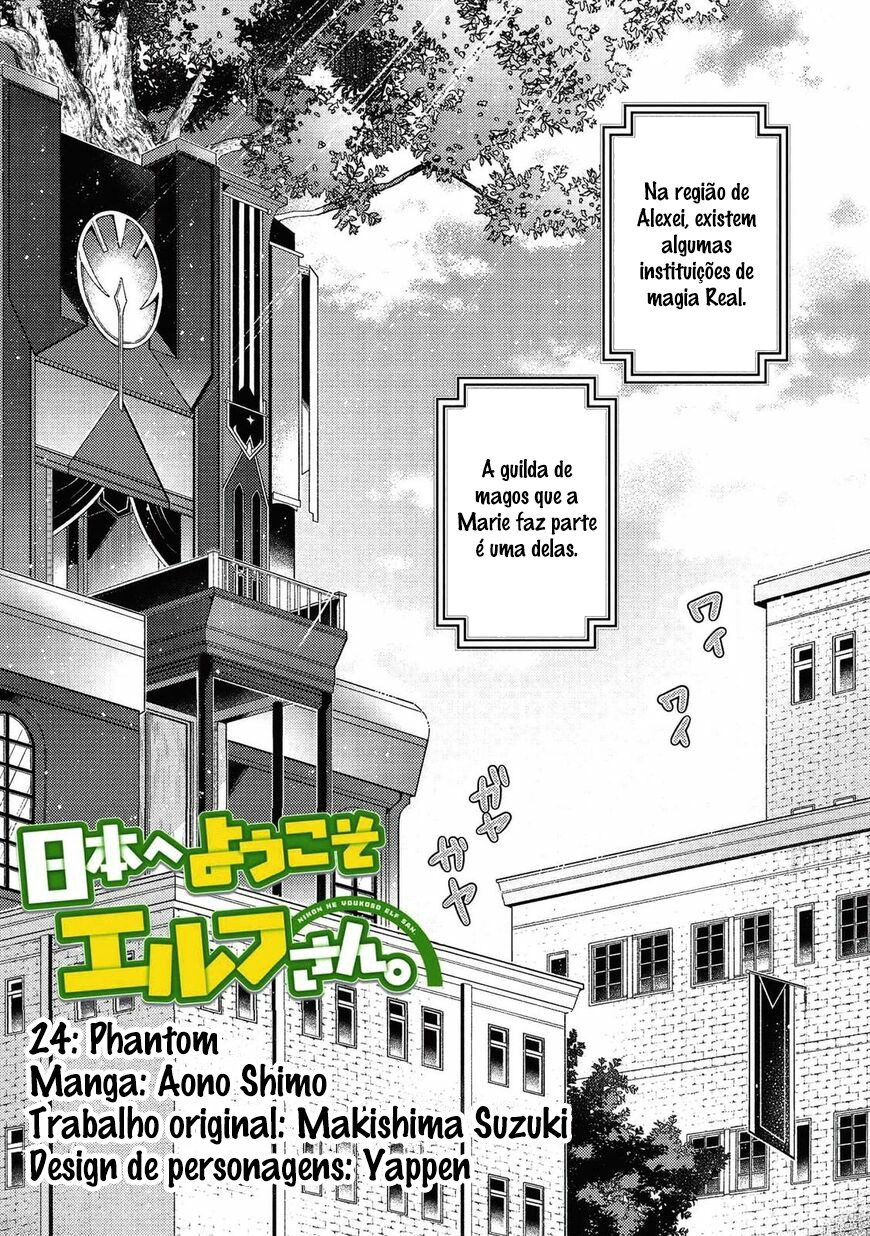 Na região de
Alexei, existem
algumas
instituições de
magia Real.
A guilda de
magos que a
Marie faz parte
é uma delas.
ワイ
ワイ
ガヤ
ガヤ
日本へようこそ
エルフさん。
NIHON HE YOUKOSO ELF SAN.
24: Phantom
Manga: Aono Shimo
Trabalho original: Makishima Suzuki
Design de personagens: Yappen